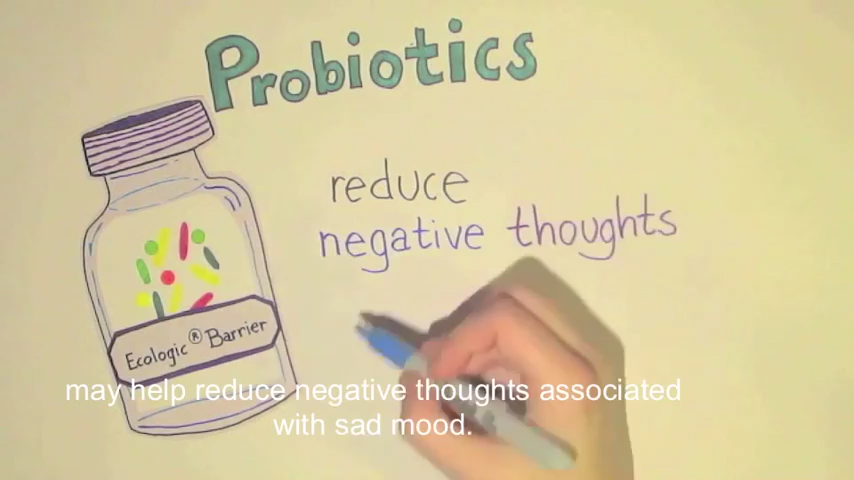 Probiotics
reduce
negative thoughts
Ecologic® Barrier
may help reduce negative thoughts associated
with sad mood.